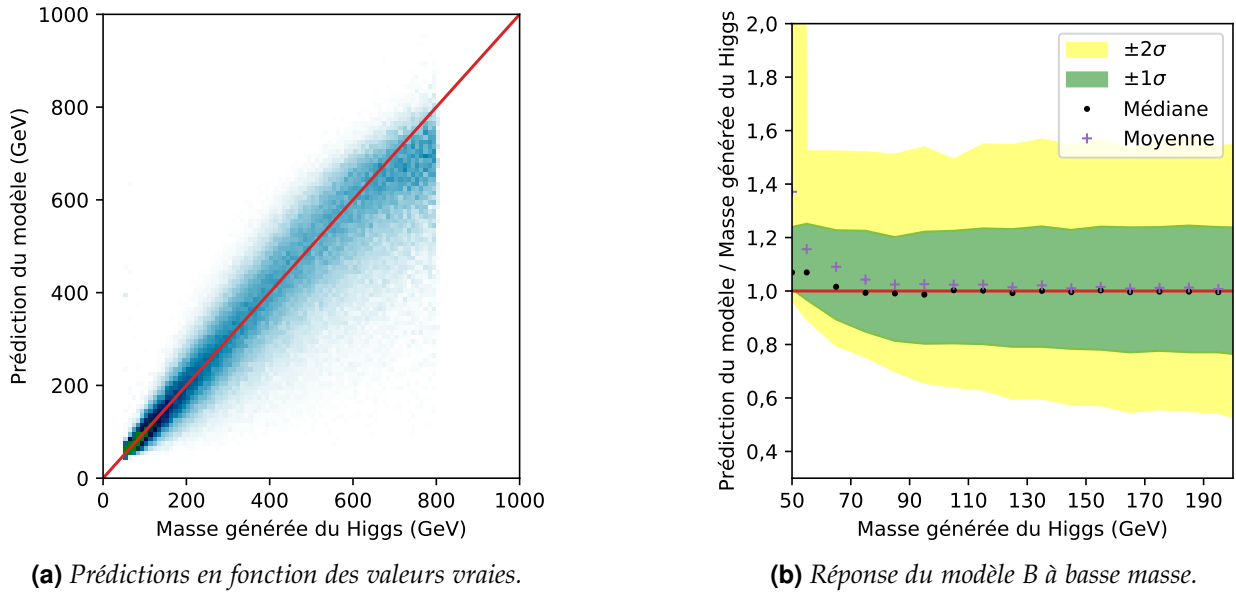 1000
800
600
400
200
0
Prédiction du modèle (GeV)
0 200 400 600 800 1000
Masse générée du Higgs (GeV)
(a) Prédictions en fonction des valeurs vraies.
2,0
1,8
1,6
1,4
1,2
1,0
0,8
0,6
0,4
Prédiction du modèle / Masse générée du Higgs
±2σ
±1σ
Médiane
Moyenne
50 70 90 110 130 150 170 190
Masse générée du Higgs (GeV)
(b) Réponse du modèle B à basse masse.